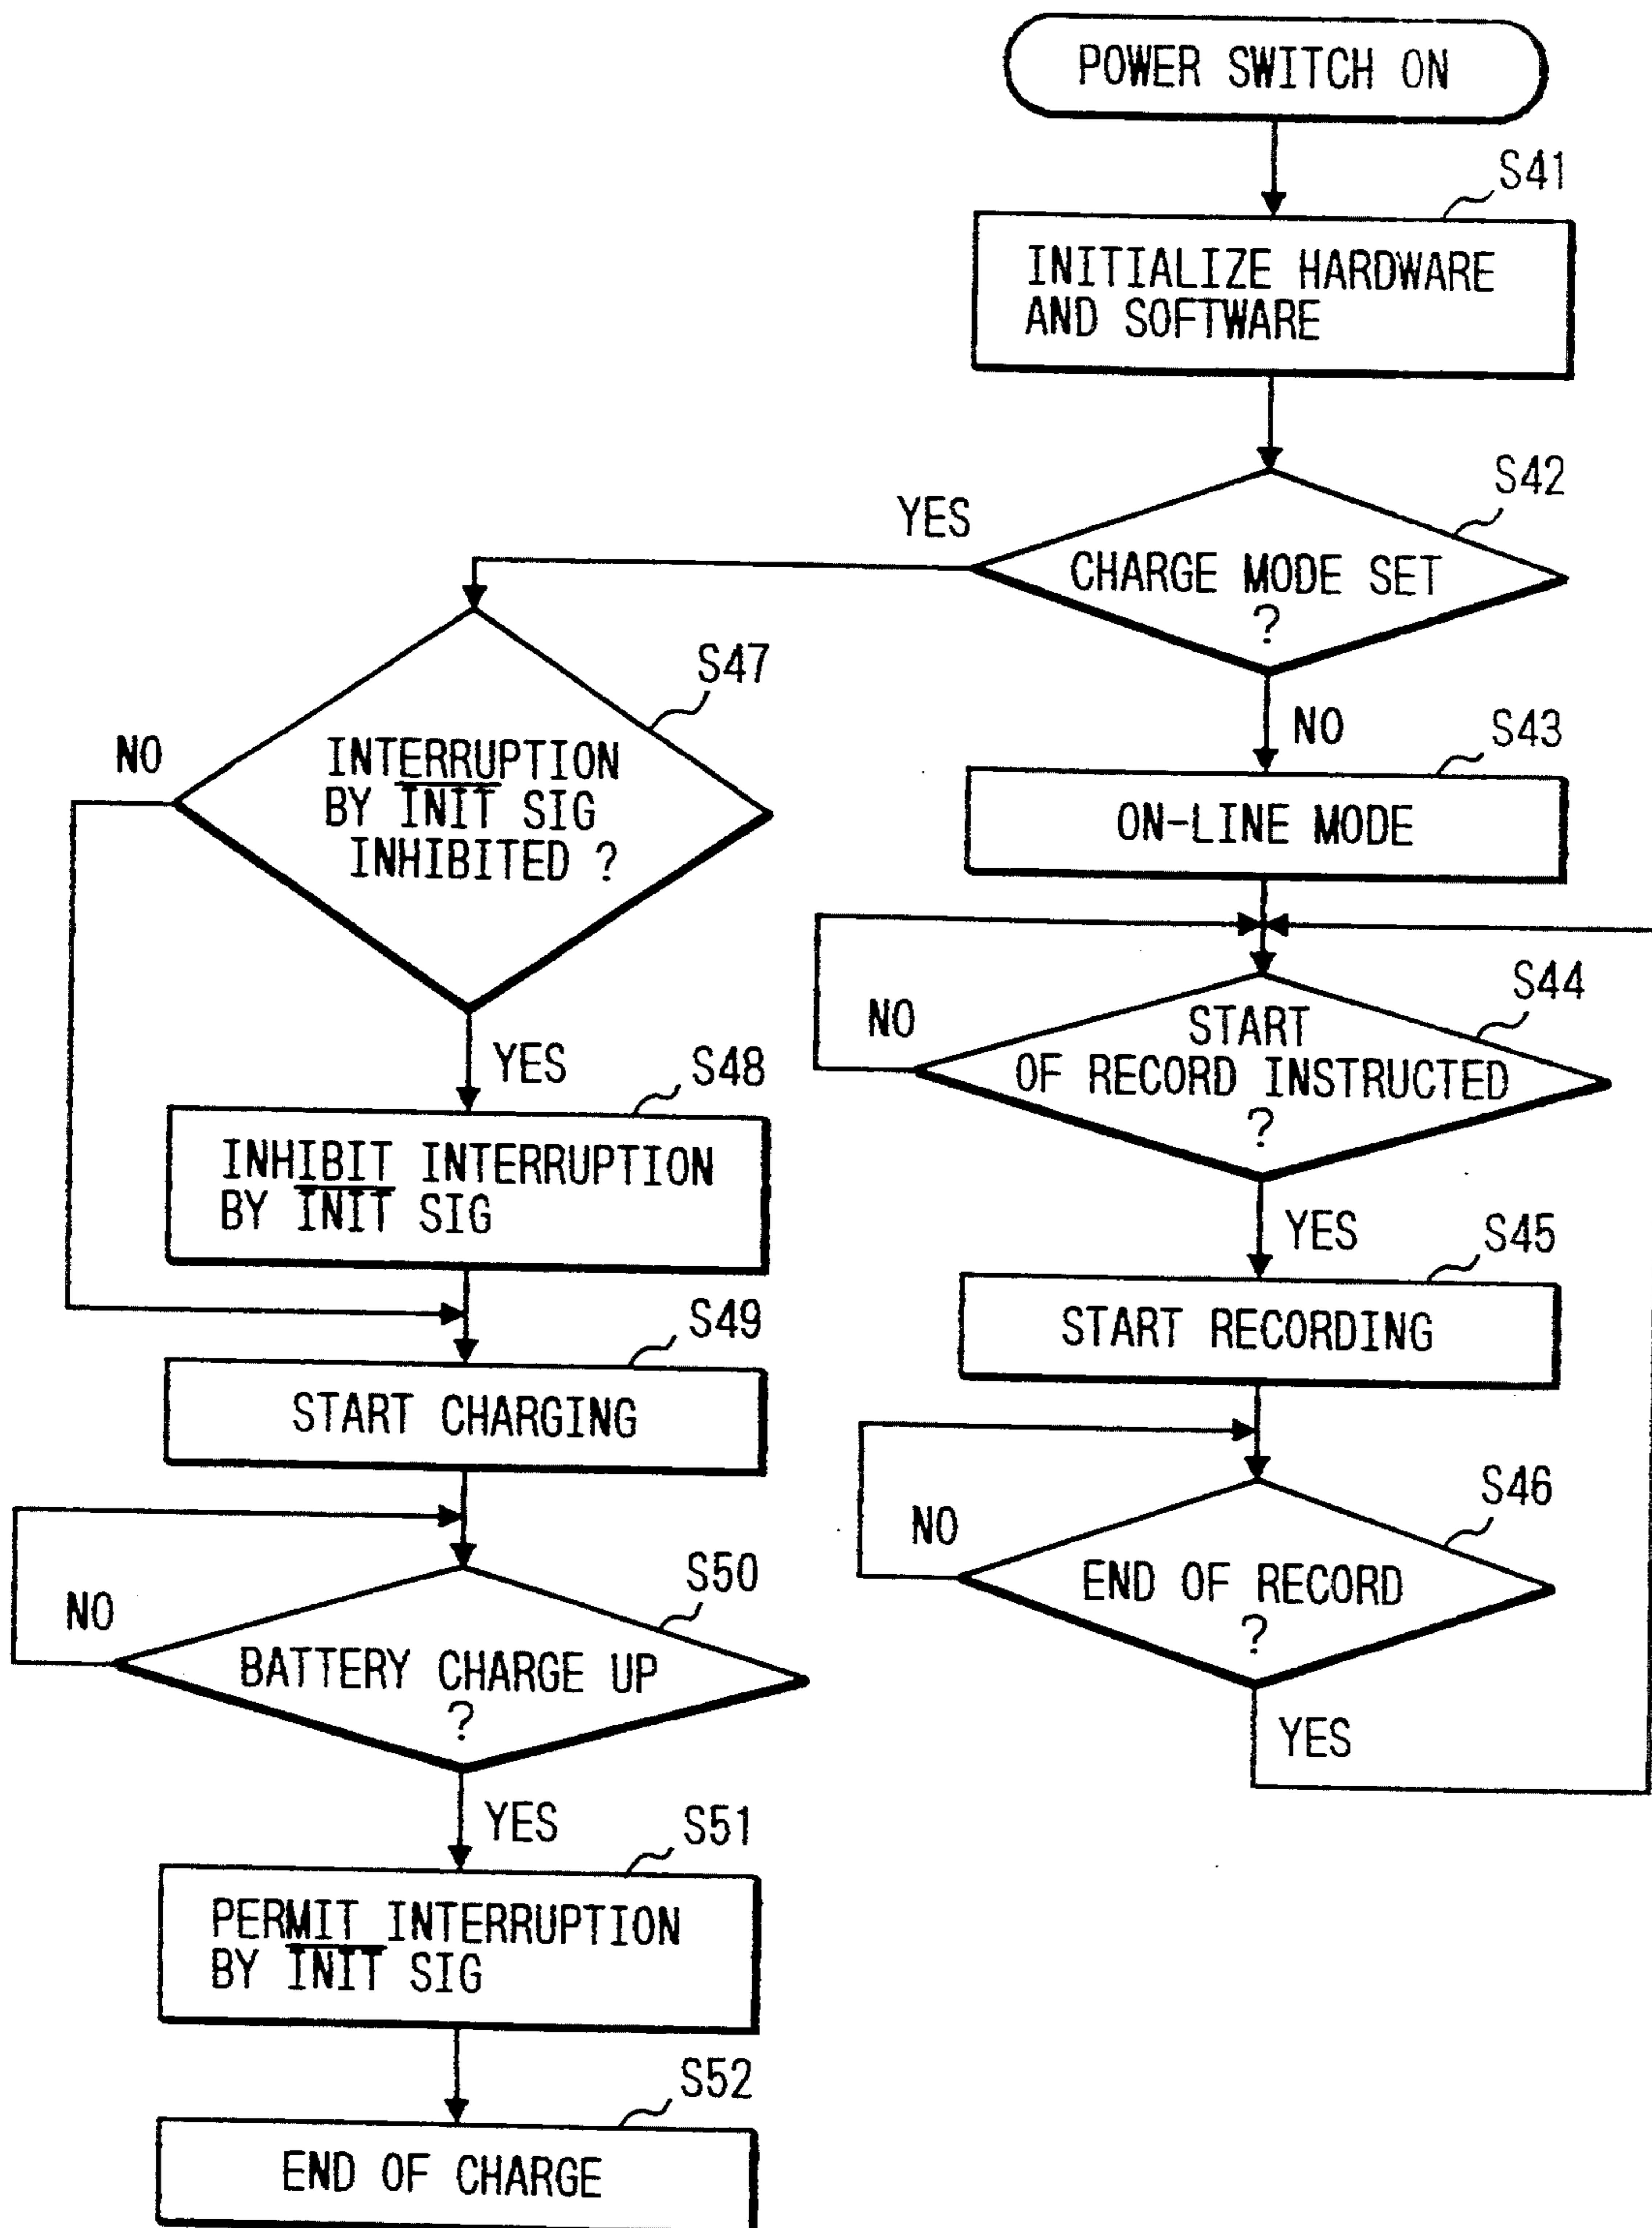 POWER SWITCH ON
S41
INITIALIZE HARDWARE
AND SOFTWARE
S42
CHARGE MODE SET
?
YES
NO
S47
INTERRUPTION
BY INIT SIG
INHIBITED ?
NO
YES
S43
ON-LINE MODE
S44
START
OF RECORD INSTRUCTED
?
NO
YES
S48
INHIBIT INTERRUPTION
BY INIT SIG
S45
START RECORDING
S49
START CHARGING
S46
END OF RECORD
?
NO
YES
S50
BATTERY CHARGE UP
?
NO
YES
S51
PERMIT INTERRUPTION
BY INIT SIG
S52
END OF CHARGE